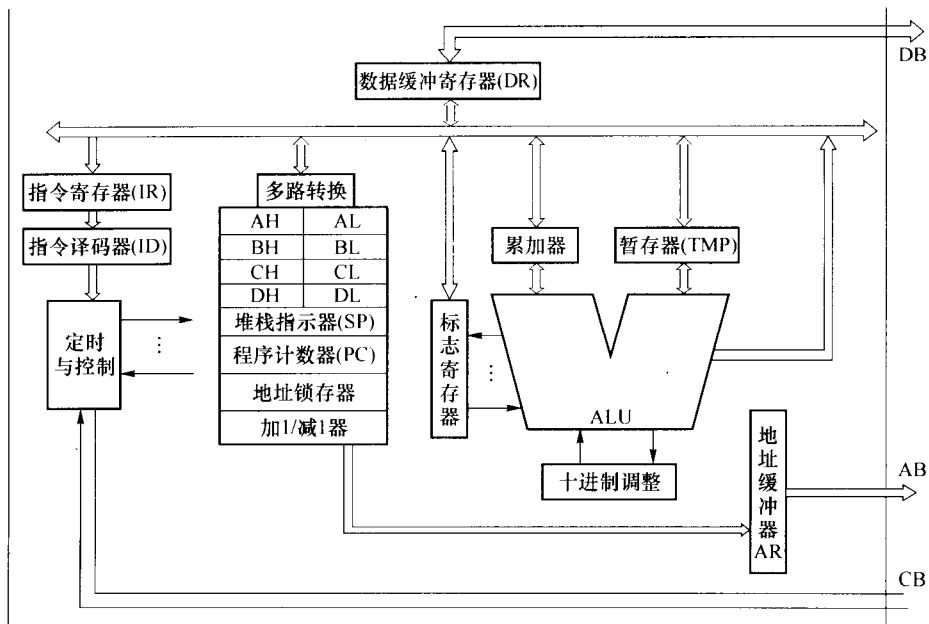 DB
数据缓冲寄存器(DR)
指令寄存器(IR)
指令译码器(ID)
定时
与控制
⋮
多路转换
AH AL
BH BL
CH CL
DH DL
堆栈指示器(SP)
程序计数器(PC)
地址锁存器
加1/减1器
标志寄存器
⋮
累加器
暂存器(TMP)
ALU
十进制调整
地址缓冲器
AR
AB
CB